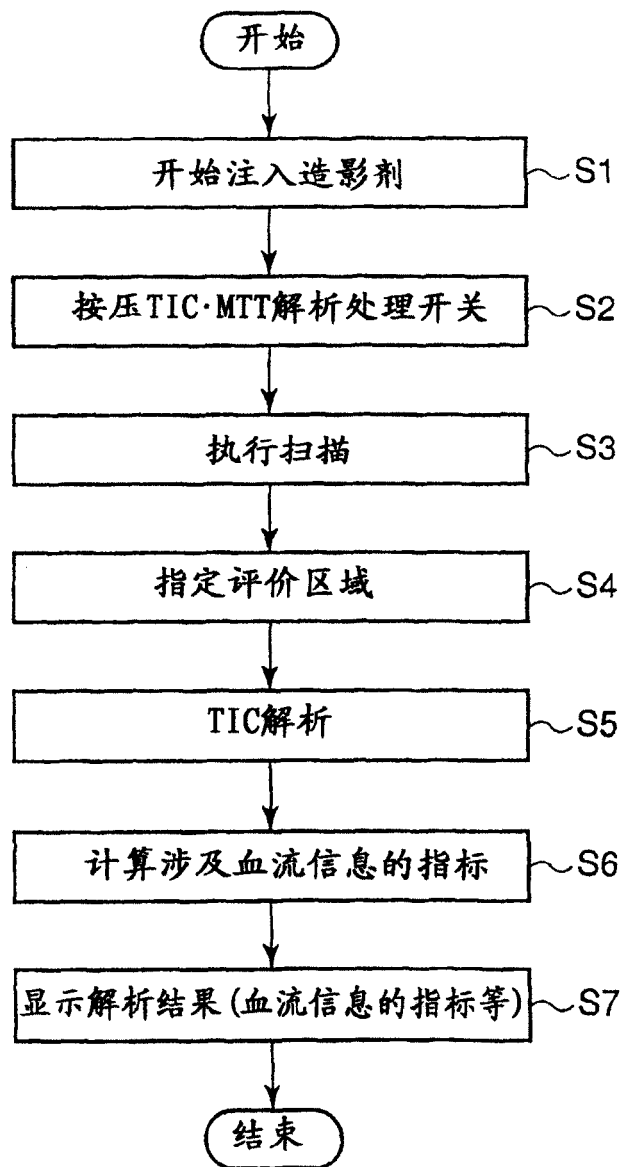 开始
开始注入造影剂 S1
按压TIC·MTT解析处理开关 S2
执行扫描 S3
指定评价区域 S4
TIC解析 S5
计算涉及血流信息的指标 S6
显示解析结果(血流信息的指标等) S7
结束